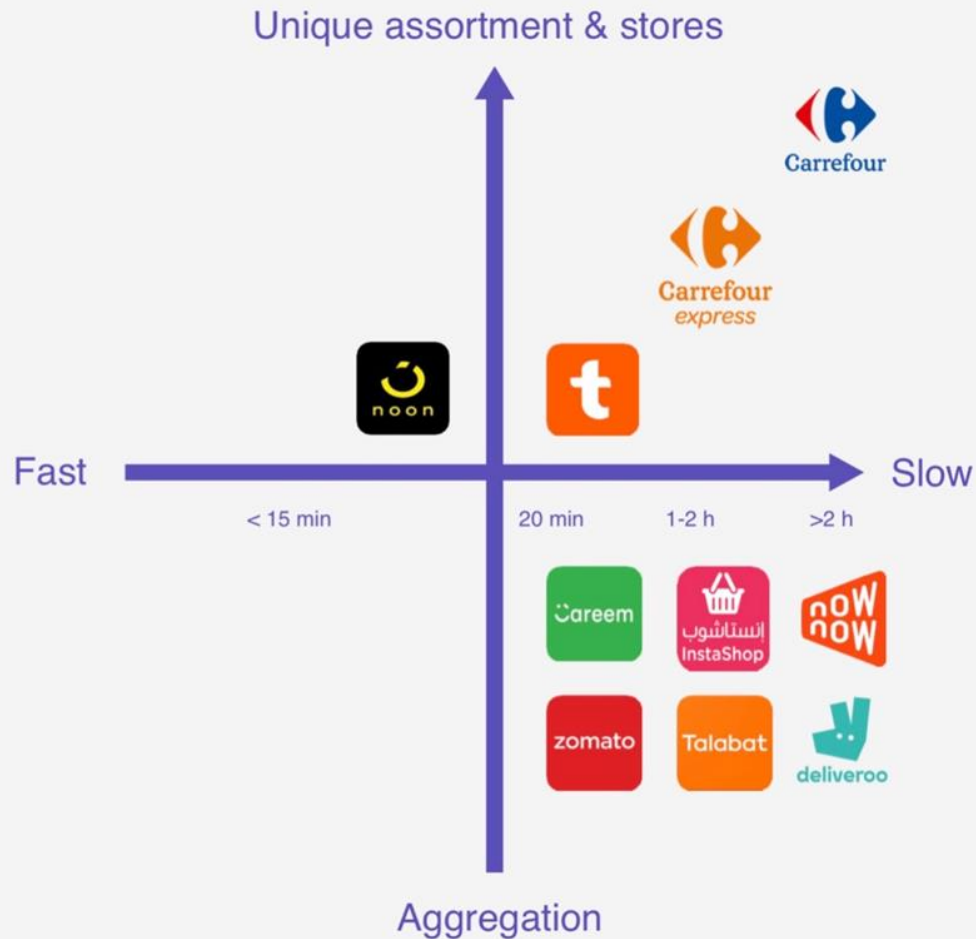 Unique assortment & stores
Carrefour
Carrefour
express
noon
t
Fast
Slow
< 15 min
20 min
1-2 h
>2 h
Careem
إنستاشوب
InstaShop
noW
noW
zomato
Talabat
deliveroo
Aggregation